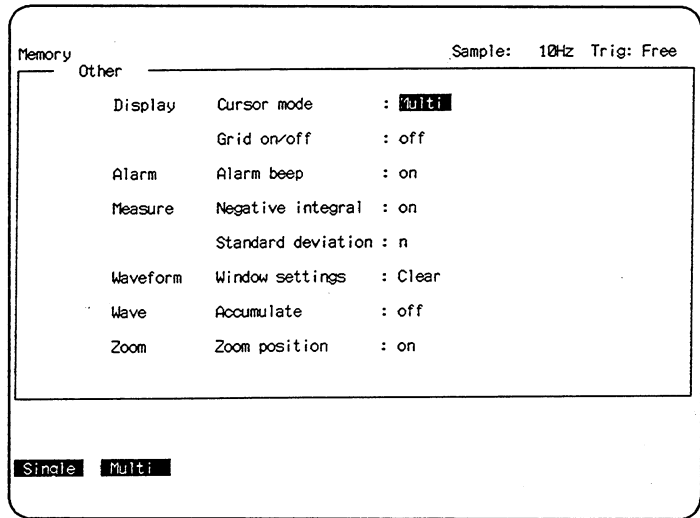 Memory Sample: 10Hz Trig: Free
Other
Display Cursor mode : Multi
Grid on/off : off
Alarm Alarm beep : on
Measure Negative integral : on
Standard deviation : n
Waveform Window settings : Clear
Wave Accumulate : off
Zoom Zoom position : on
Single Multi